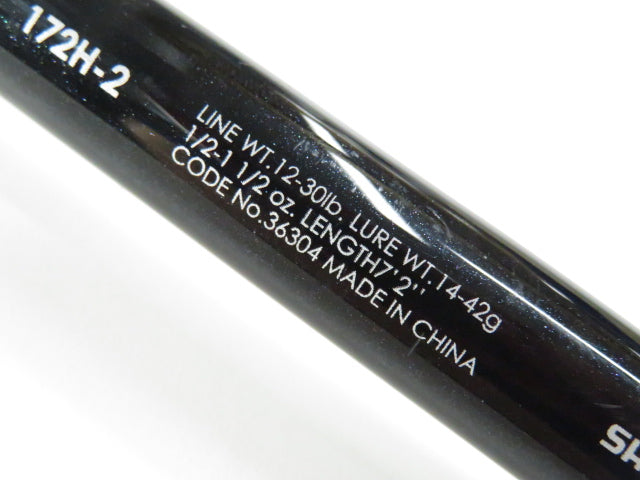 172H-2
LINE WT. 12-30lb. LURE WT. 14-42g
1/2-1 1/2 oz. LENGTH7'2''
CODE No.36304 MADE IN CHINA
SH